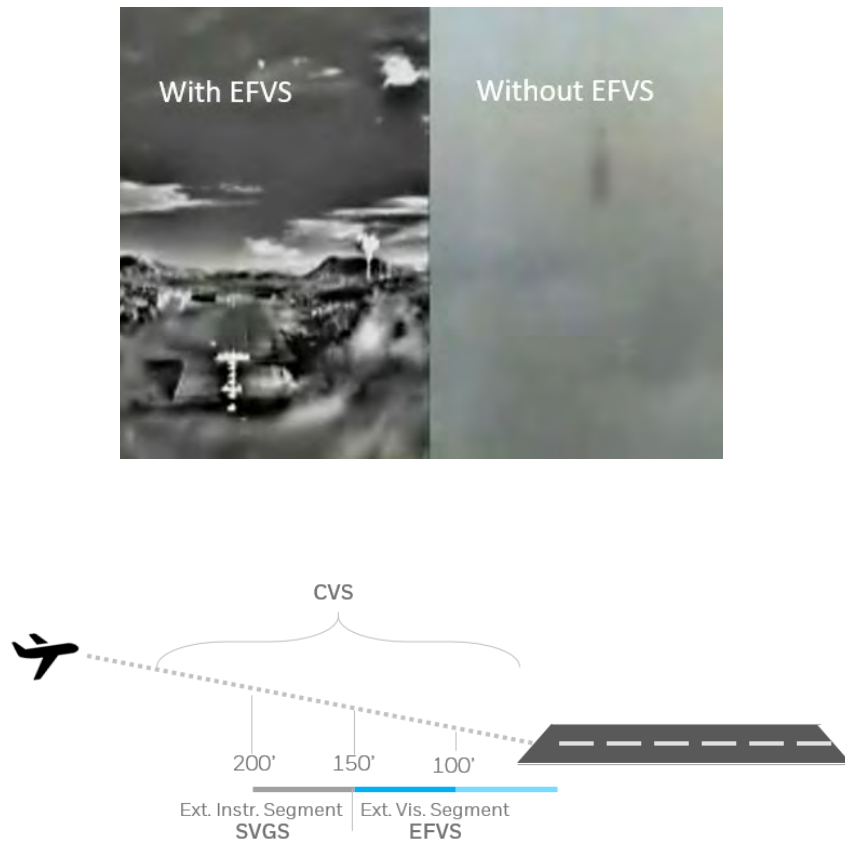 With EFVS
Without EFVS
CVS
200’
150’
100’
Ext. Instr. Segment
Ext. Vis. Segment
SVGS
EFVS